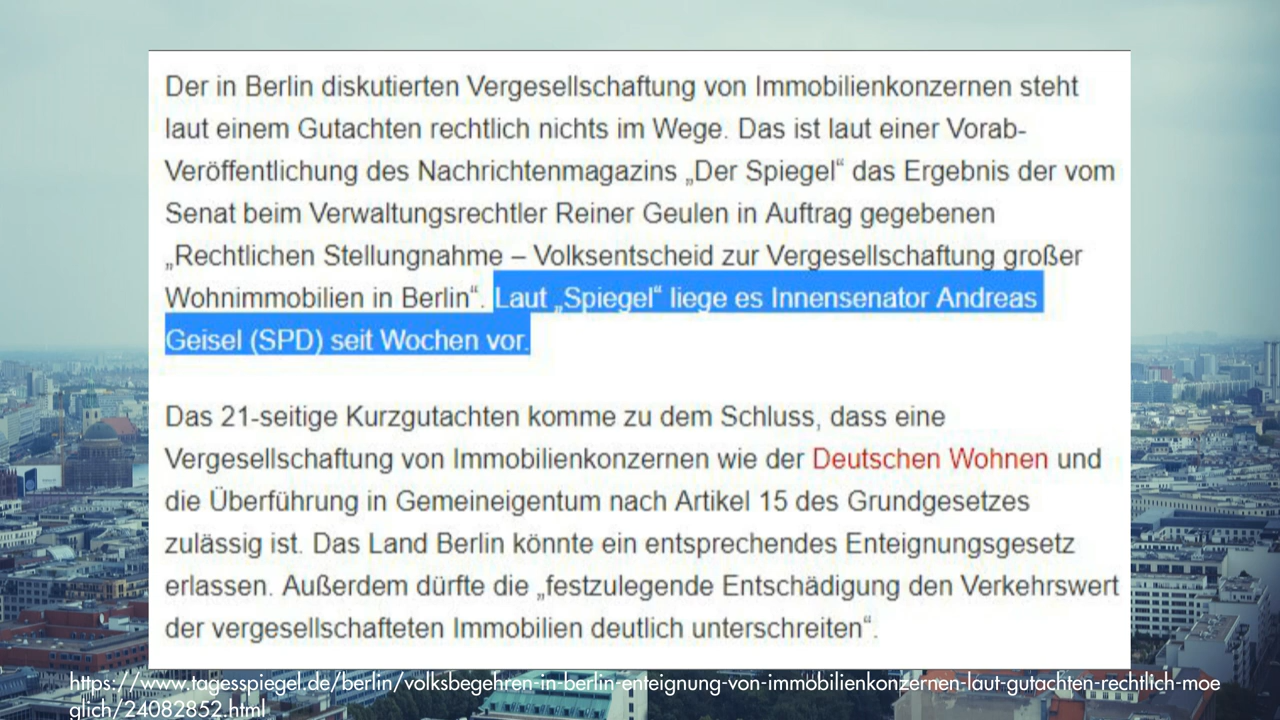 Der in Berlin diskutierten Vergesellschaftung von Immobilienkonzernen steht
laut einem Gutachten rechtlich nichts im Wege. Das ist laut einer Vorab-
Veröffentlichung des Nachrichtenmagazins „Der Spiegel“ das Ergebnis der vom
Senat beim Verwaltungsrechtler Reiner Geulen in Auftrag gegebenen
„Rechtlichen Stellungnahme – Volksentscheid zur Vergesellschaftung großer
Wohnimmobilien in Berlin“. Laut „Spiegel“ liege es Innensenator Andreas
Geisel (SPD) seit Wochen vor.
Das 21-seitige Kurzgutachten komme zu dem Schluss, dass eine
Vergesellschaftung von Immobilienkonzernen wie der Deutschen Wohnen und
die Überführung in Gemeineigentum nach Artikel 15 des Grundgesetzes
zulässig ist. Das Land Berlin könnte ein entsprechendes Enteignungsgesetz
erlassen. Außerdem dürfte die „festzulegende Entschädigung den Verkehrswert
der vergesellschafteten Immobilien deutlich unterschreiten“.
https://www.tagesspiegel.de/berlin/volksbegehren-in-berlin-enteignung-von-immobilienkonzernen-laut-gutachten-rechtlich-moe
glich/24082852.html